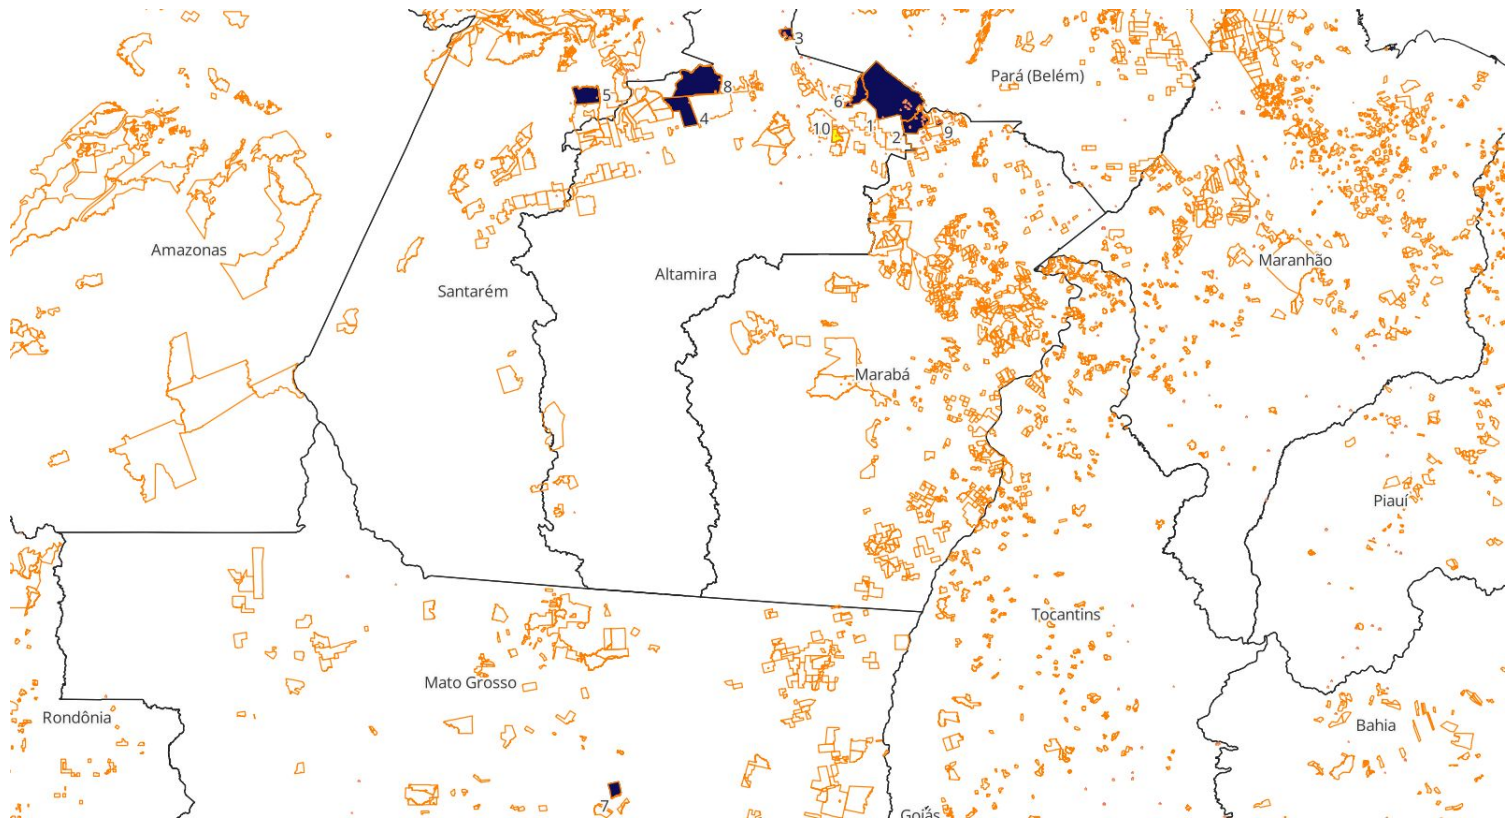 3
Pará (Belém)
8
5
6
4
10
1
9
2
Amazonas
Maranhão
Altamira
Santarém
Marabá
Piauí
Tocantins
Mato Grosso
Rondônia
Bahia
7
Goiás